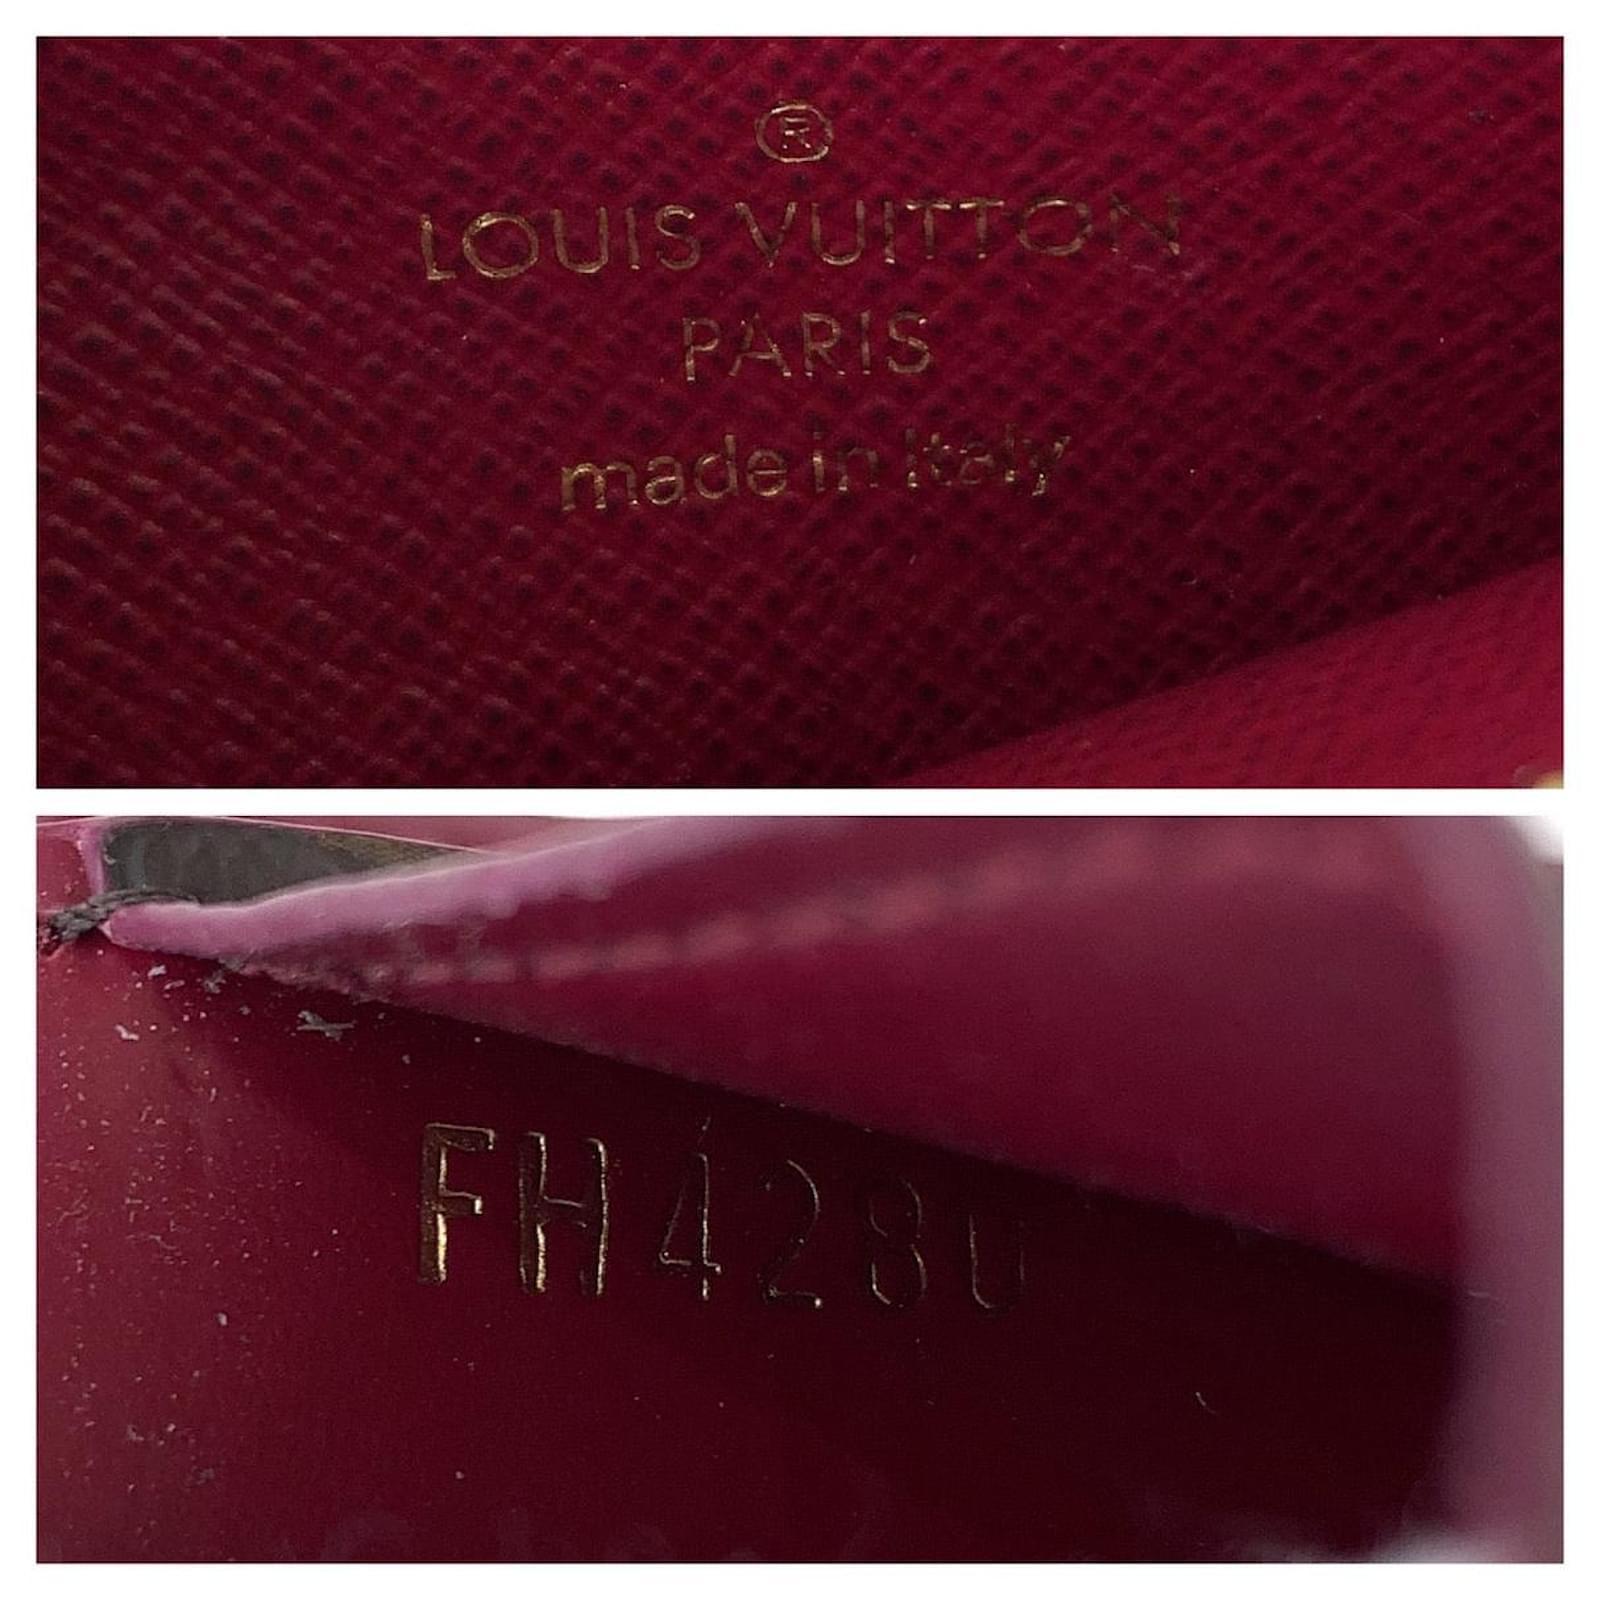 ®
LOUIS VUITTON
PARIS
made in Italy
FH4280